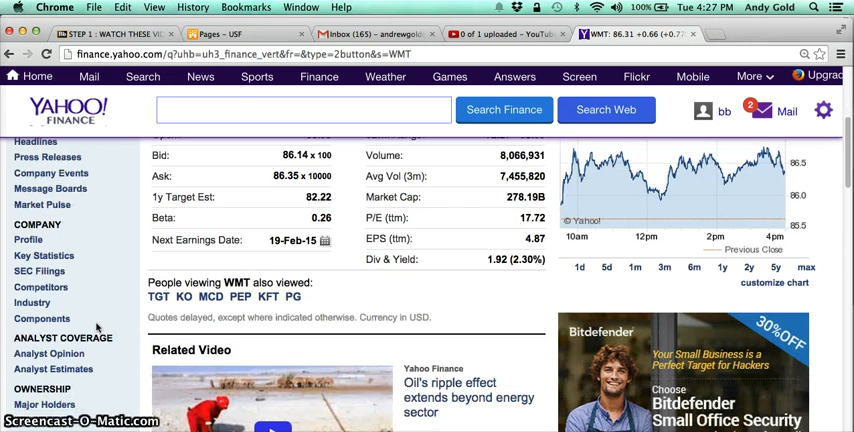 Chrome File Edit View History Bookmarks Window Help 100% Tue 4:27 PM Andy Gold
STEP 1 : WATCH THESE VI Pages - USF Inbox (165) - andrewgolde 0 of 1 uploaded - YouTube WMT: 86.31 +0.66 (+0.77
finance.yahoo.com/q?uhb=uh3_finance_vert&fr=&type=2button&s=WMT
Home Mail Search News Sports Finance Weather Games Answers Screen Flickr Mobile More Upgrad
YAHOO! FINANCE Search Finance Search Web bb 2 Mail
Headlines
Press Releases
Company Events
Message Boards
Market Pulse
COMPANY
Profile
Key Statistics
SEC Filings
Competitors
Industry
Components
ANALYST COVERAGE
Analyst Opinion
Analyst Estimates
OWNERSHIP
Major Holders
Bid: 86.14 x 100
Ask: 86.35 x 10000
1y Target Est: 82.22
Beta: 0.26
Next Earnings Date: 19-Feb-15
Volume: 8,066,931
Avg Vol (3m): 7,455,820
Market Cap: 278.19B
P/E (ttm): 17.72
EPS (ttm): 4.87
Div & Yield: 1.92 (2.30%)
People viewing WMT also viewed:
TGT KO MCD PEP KFT PG
Quotes delayed, except where indicated otherwise. Currency in USD.
Related Video
Yahoo Finance
Oil's ripple effect
extends beyond energy
sector
86.5
86.0
85.5
© Yahoo!
10am 12pm 2pm 4pm
Previous Close
1d 5d 1m 3m 6m 1y 2y 5y max
customize chart
Bitdefender
30% OFF
Your Small Business is a
Perfect Target for Hackers
Choose
Bitdefender
Small Office Security
Screencast-O-Matic.com